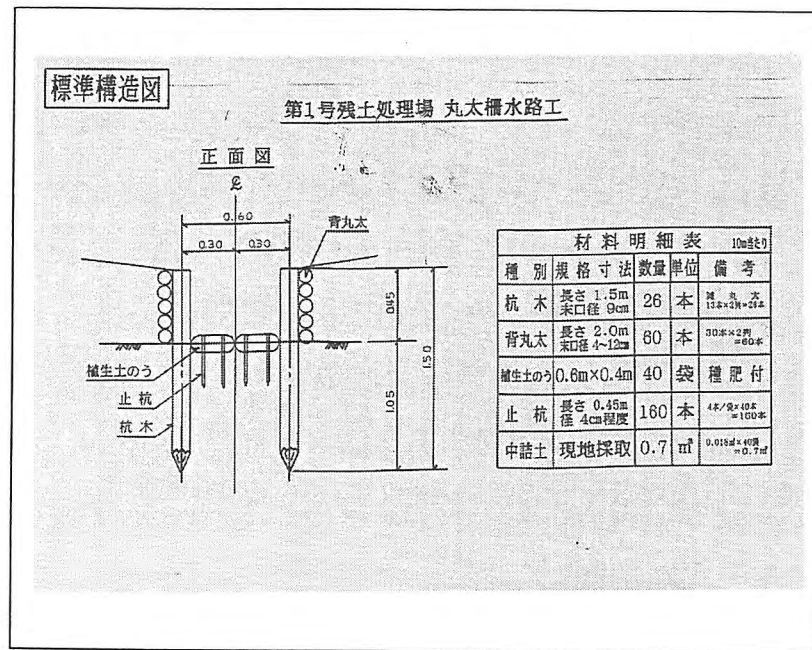 標準構造図
第1号残土処理場 丸太柵水路工
正面図
℄
0.60
0.30 0.30
背丸太
0.45
1.50
1.05
植生土のう
止杭
杭木
材料明細表 10m当たり
種別 規格寸法 数量 単位 備考
杭木 長さ 1.5m 末口径 9cm 26 本 雑丸太 13本×2列=26本
背丸太 長さ 2.0m 末口径 4~12cm 60 本 30本×2列=60本
植生土のう 0.6m×0.4m 40 袋 種肥付
止杭 長さ 0.45m 径 4cm程度 160 本 4本/袋×40袋=160本
中詰土 現地採取 0.7 ㎥ 0.018㎥×40袋=0.7㎥